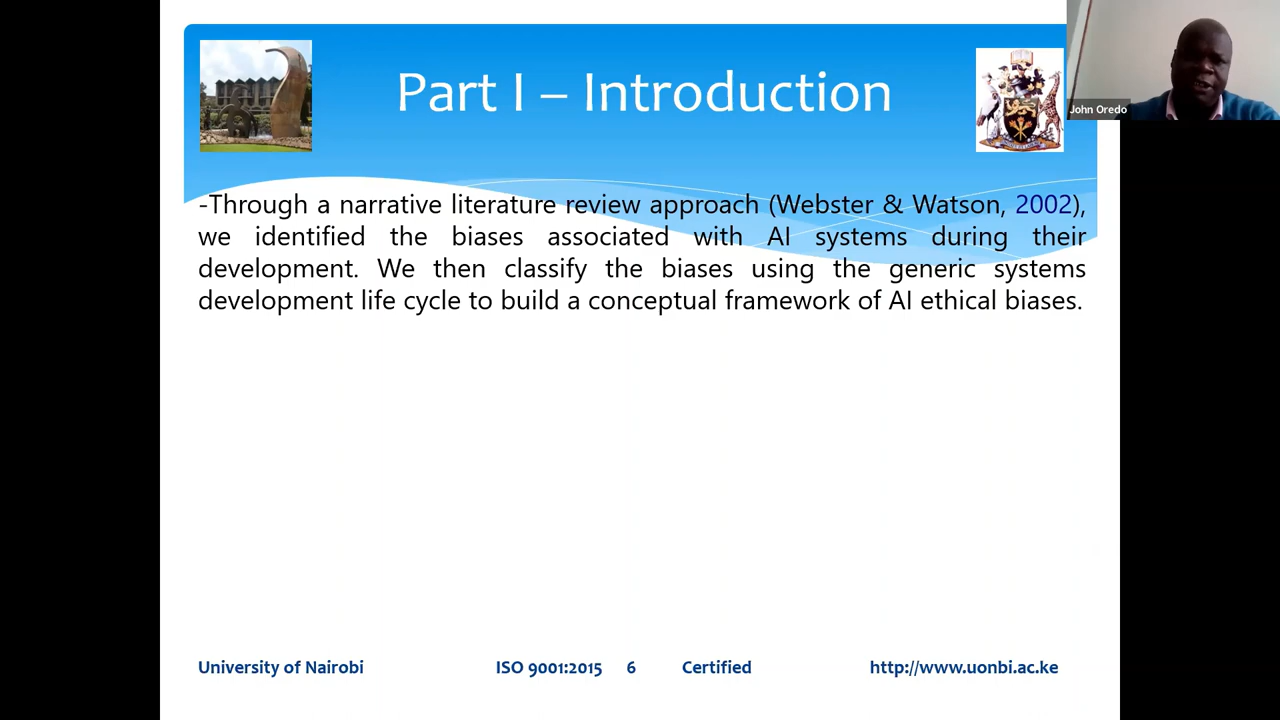 Part I – Introduction
John Oredo
-Through a narrative literature review approach (Webster & Watson, 2002),
we identified the biases associated with AI systems during their
development. We then classify the biases using the generic systems
development life cycle to build a conceptual framework of AI ethical biases.
University of Nairobi ISO 9001:2015 6 Certified http://www.uonbi.ac.ke